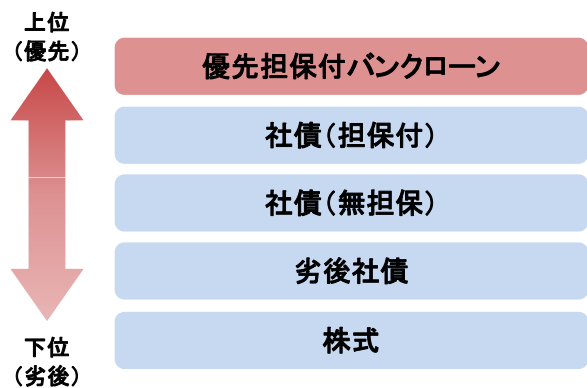 上位
（優先）
優先担保付バンクローン
社債（担保付）
社債（無担保）
劣後社債
株式
下位
（劣後）